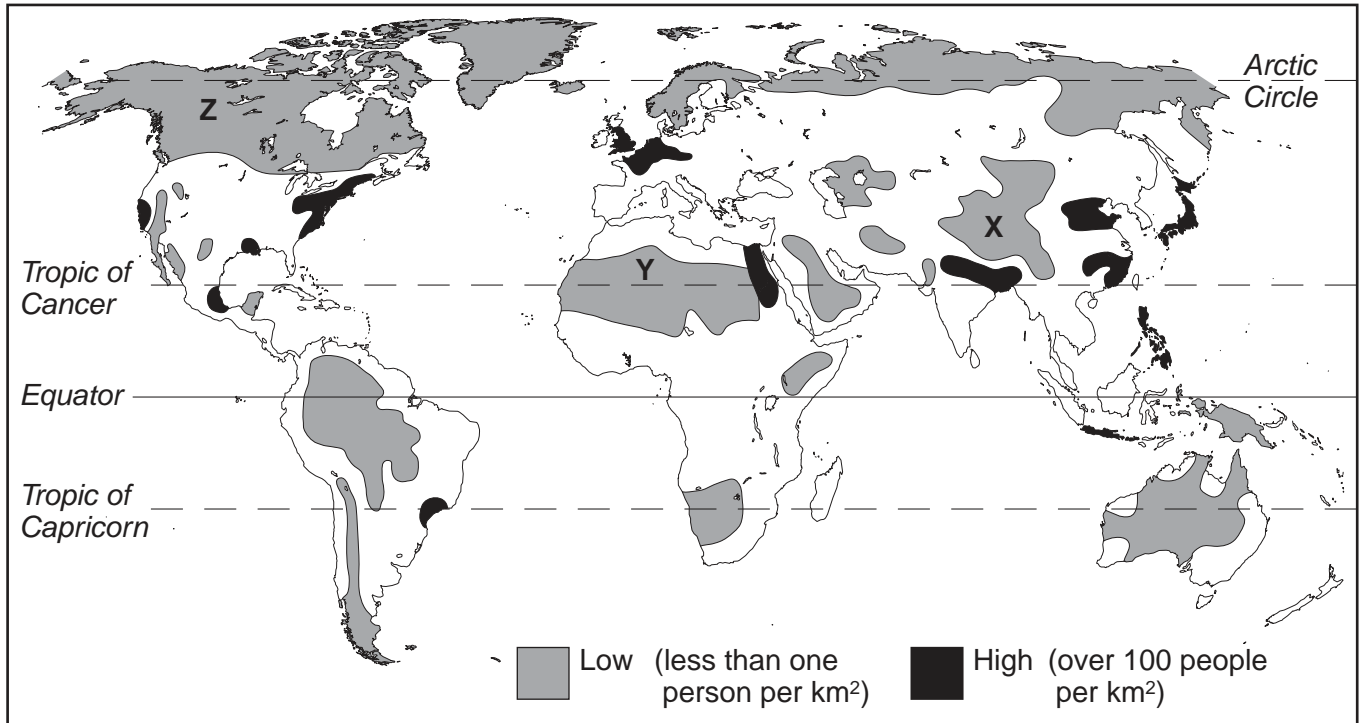 Arctic
Circle
Z
X
Y
Tropic of
Cancer
Equator
Tropic of
Capricorn
Low (less than one
person per km²)
High (over 100 people
per km²)